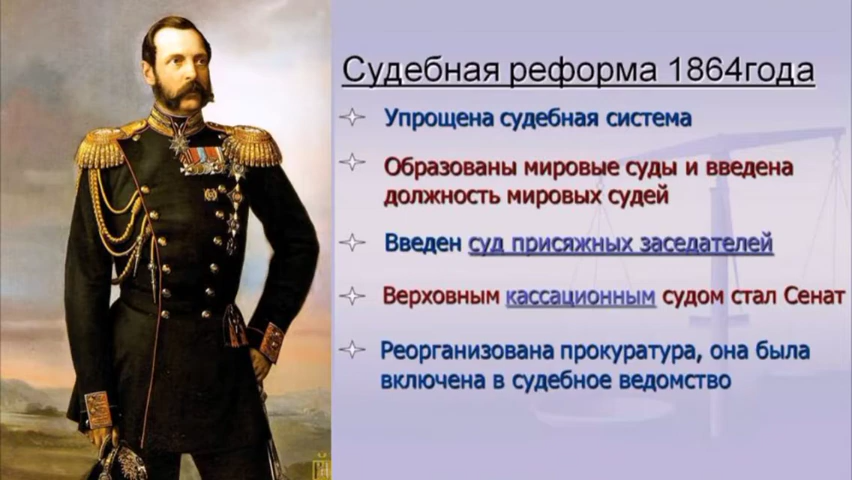 Судебная реформа 1864года
Упрощена судебная система
Образованы мировые суды и введена
должность мировых судей
Введен суд присяжных заседателей
Верховным кассационным судом стал Сенат
Реорганизована прокуратура, она была
включена в судебное ведомство